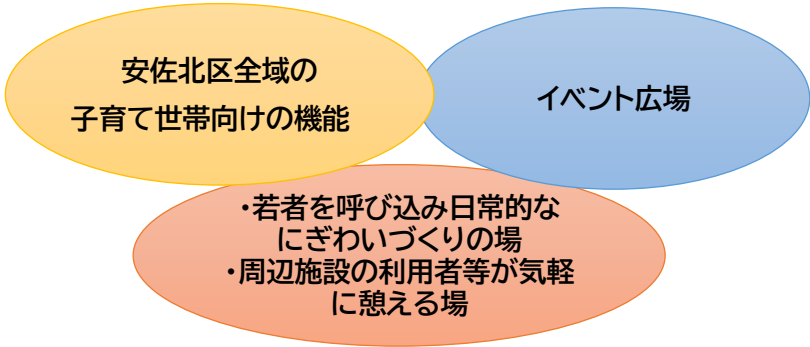 安佐北区全域の
子育て世帯向けの機能
イベント広場
・若者を呼び込み日常的な
にぎわいづくりの場
・周辺施設の利用者等が気軽
に憩える場